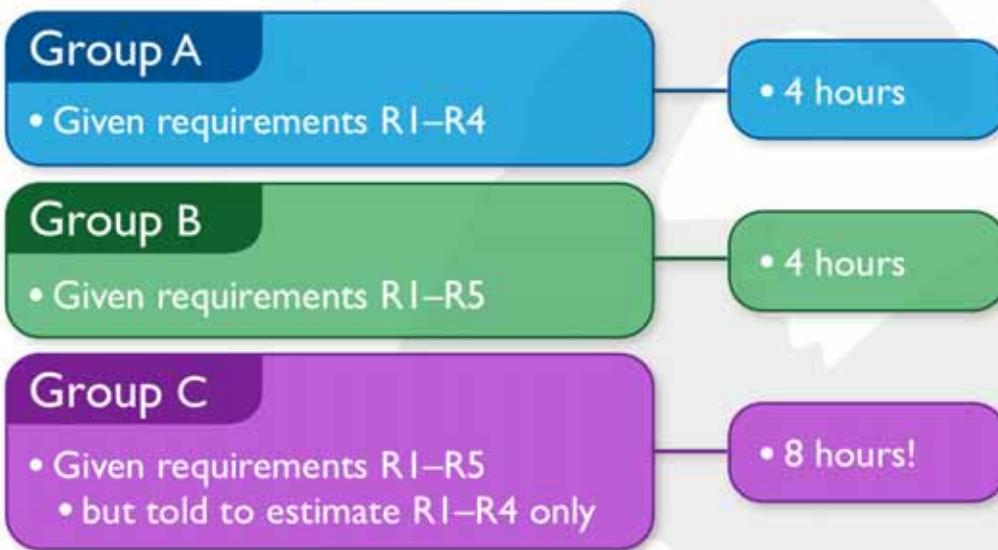 Group A
• Given requirements R1–R4
• 4 hours
Group B
• Given requirements R1–R5
• 4 hours
Group C
• Given requirements R1–R5
• but told to estimate R1–R4 only
• 8 hours!